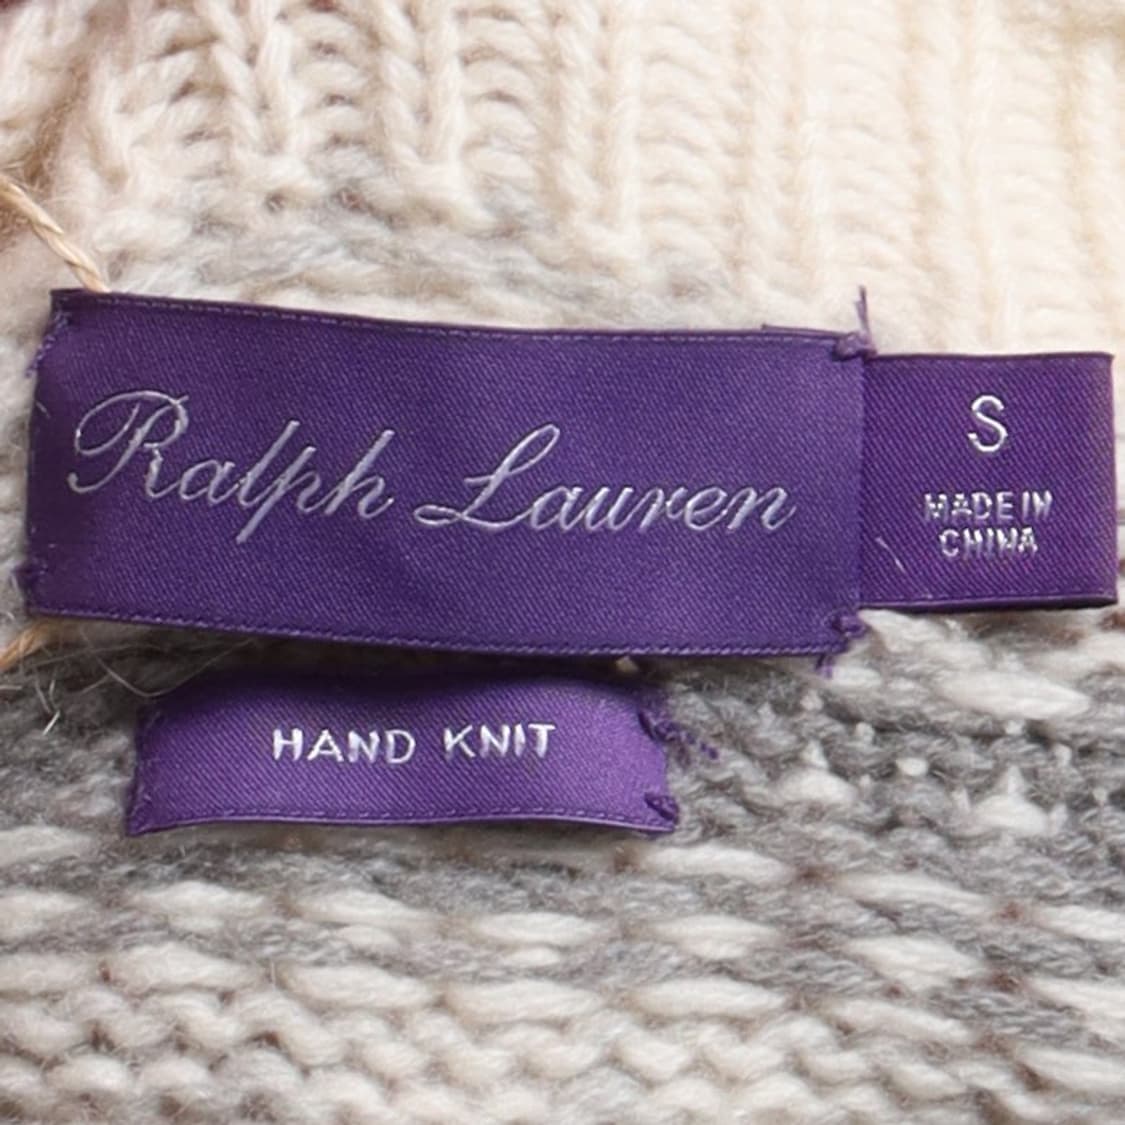 Ralph Lauren
S
MADE IN
CHINA
HAND KNIT